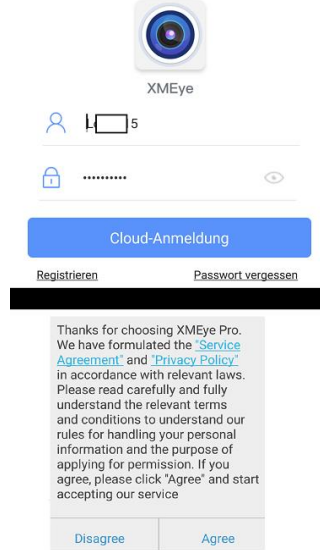 XMEye
5
••••••••••
Cloud-Anmeldung
Registrieren Passwort vergessen
Thanks for choosing XMEye Pro.
We have formulated the "Service
Agreement" and "Privacy Policy"
in accordance with relevant laws.
Please read carefully and fully
understand the relevant terms
and conditions to understand our
rules for handling your personal
information and the purpose of
applying for permission. If you
agree, please click "Agree" and start
accepting our service
Disagree Agree